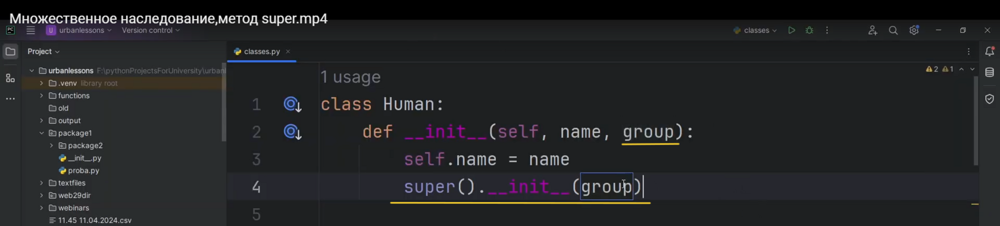 Множественное наследование,метод super.mp4
PC U urbanlessons Version control classes
Project classes.py
urbanlessons F:\pythonProjectsForUniversity\urbanl
.venv library root
functions
old
output
package1
package2
__init__.py
proba.py
textfiles
web29dir
webinars
11.45 11.04.2024.csv
2 1
1 usage
1 class Human:
2 def __init__(self, name, group):
3 self.name = name
4 super().__init__(group)
5